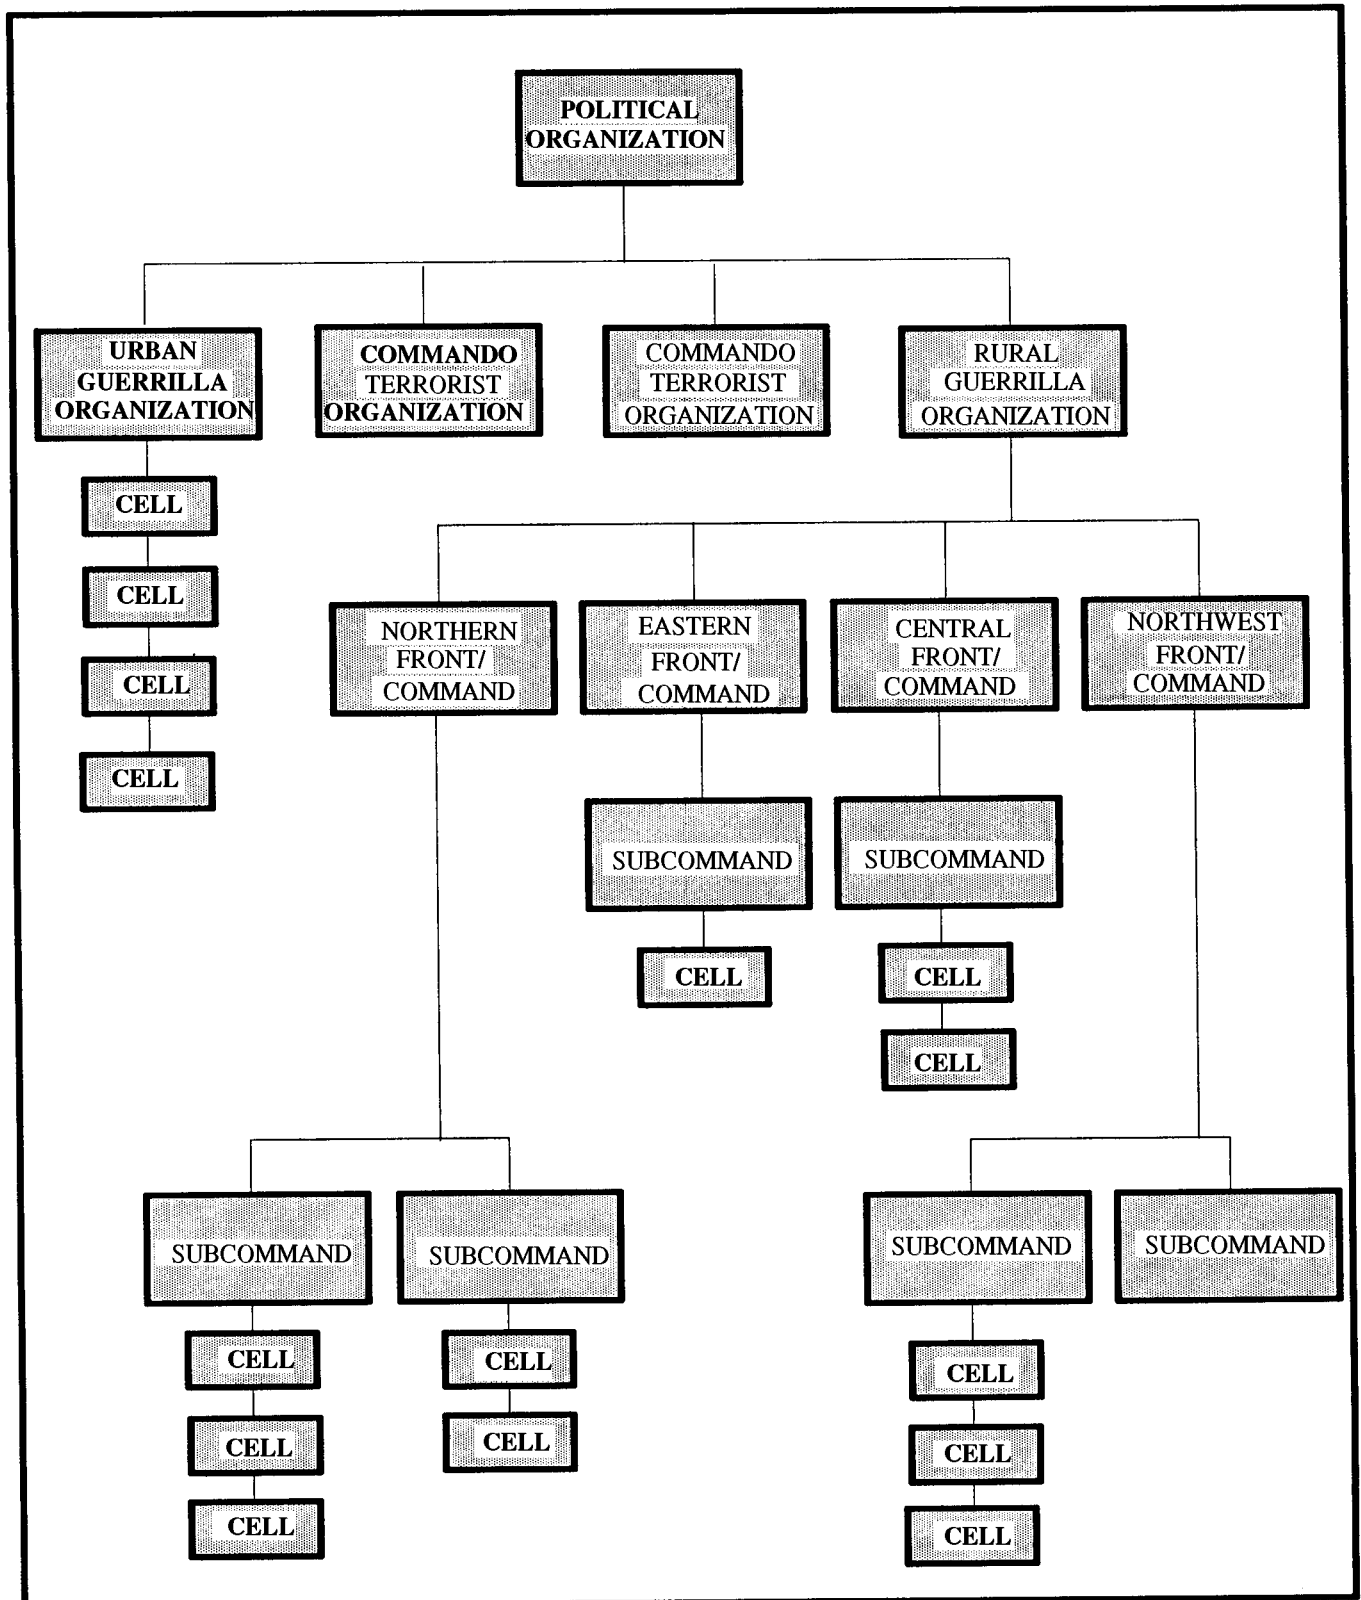 POLITICAL
ORGANIZATION
URBAN
GUERRILLA
ORGANIZATION
COMMANDO
TERRORIST
ORGANIZATION
COMMANDO
TERRORIST
ORGANIZATION
RURAL
GUERRILLA
ORGANIZATION
CELL
CELL
CELL
CELL
NORTHERN
FRONT/
COMMAND
EASTERN
FRONT/
COMMAND
CENTRAL
FRONT/
COMMAND
NORTHWEST
FRONT/
COMMAND
SUBCOMMAND
CELL
SUBCOMMAND
CELL
CELL
SUBCOMMAND
CELL
CELL
CELL
SUBCOMMAND
CELL
CELL
SUBCOMMAND
CELL
CELL
CELL
SUBCOMMAND